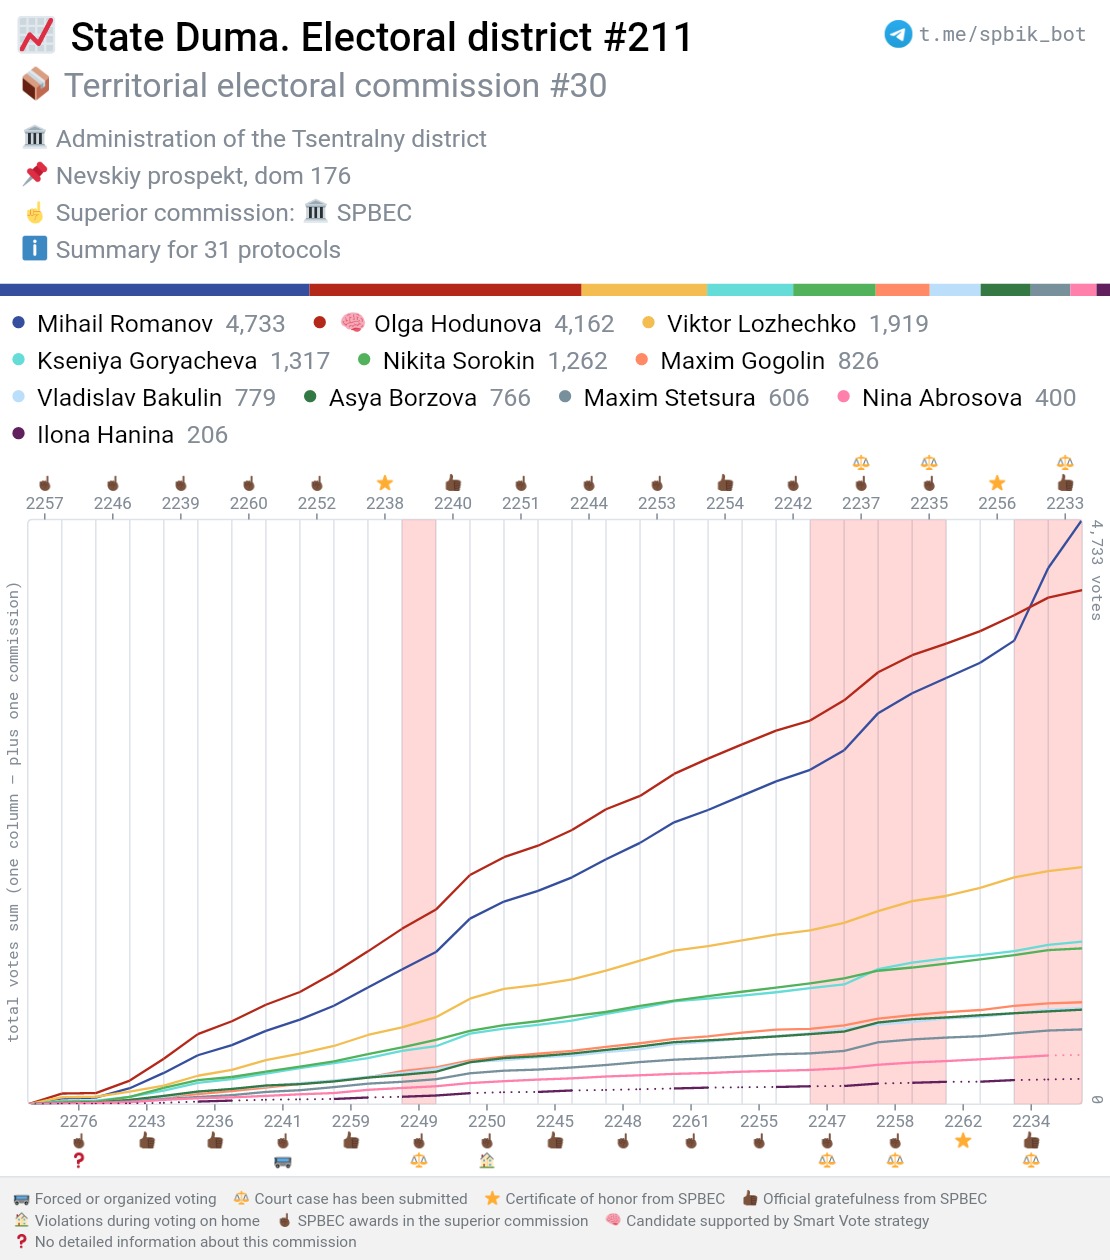 State Duma. Electoral district #211
t.me/spbik_bot
Territorial electoral commission #30
Administration of the Tsentralny district
Nevskiy prospekt, dom 176
Superior commission: SPBEC
Summary for 31 protocols
Mihail Romanov 4,733 Olga Hodunova 4,162 Viktor Lozhechko 1,919
Kseniya Goryacheva 1,317 Nikita Sorokin 1,262 Maxim Gogolin 826
Vladislav Bakulin 779 Asya Borzova 766 Maxim Stetsura 606 Nina Abrosova 400
Ilona Hanina 206
2257 2246 2239 2260 2252 2238 2240 2251 2244 2253 2254 2242 2237 2235 2256 2233
4,733 votes
total votes sum (one column – plus one commission)
0
2276 2243 2236 2241 2259 2249 2250 2245 2248 2261 2255 2247 2258 2262 2234
Forced or organized voting Court case has been submitted Certificate of honor from SPBEC Official gratefulness from SPBEC
Violations during voting on home SPBEC awards in the superior commission Candidate supported by Smart Vote strategy
No detailed information about this commission